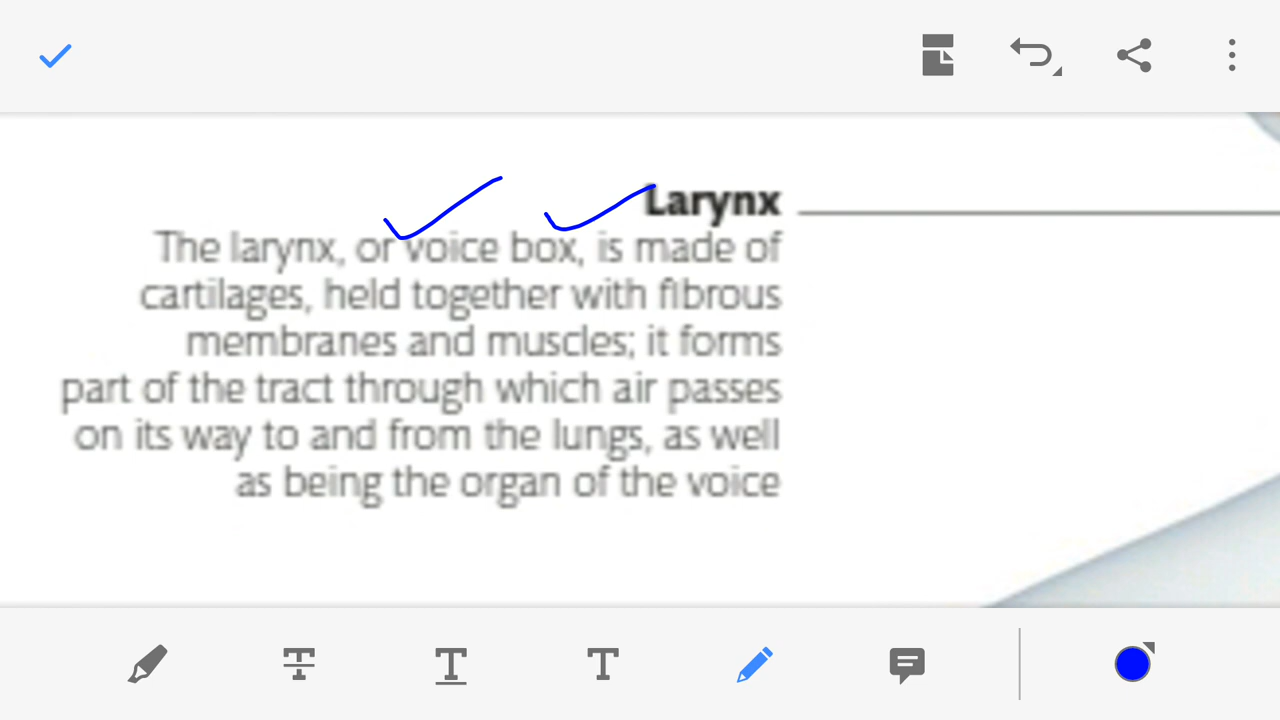 Larynx
The larynx, or voice box, is made of
cartilages, held together with fibrous
membranes and muscles; it forms
part of the tract through which air passes
on its way to and from the lungs, as well
as being the organ of the voice